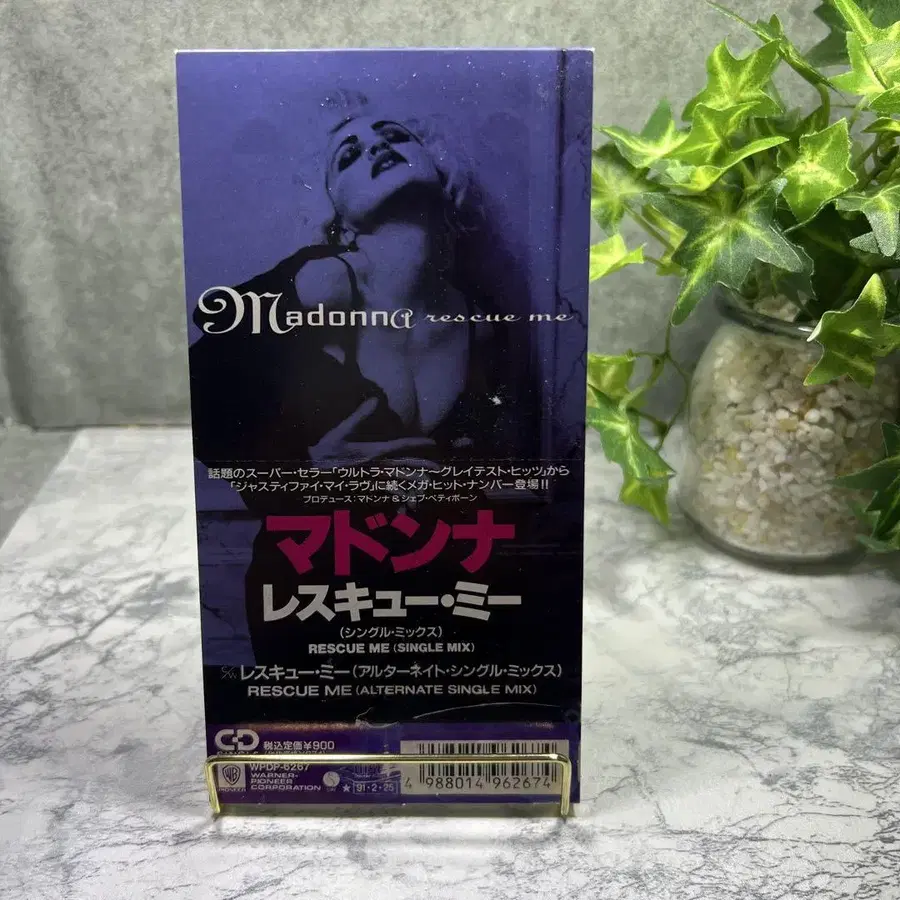 Madonna rescue me
話題のスーパー・セラー「ウルトラ・マドンナ〜グレイテスト・ヒッツ」から
「ジャスティファイ・マイ・ラヴ」に続くメガ・ヒット・ナンバー登場!!
プロデュース:マドンナ&シェプ・ペティボーン
マドンナ
レスキュー・ミー
(シングル・ミックス)
RESCUE ME (SINGLE MIX)
c/w レスキュー・ミー(アルターネイト・シングル・ミックス)
RESCUE ME (ALTERNATE SINGLE MIX)
CD 税込定価¥900
WPDP-6267
WB WARNER-
PIONEER PIONEER
CORPORATION
★ 91・2・25
4 988014 962674